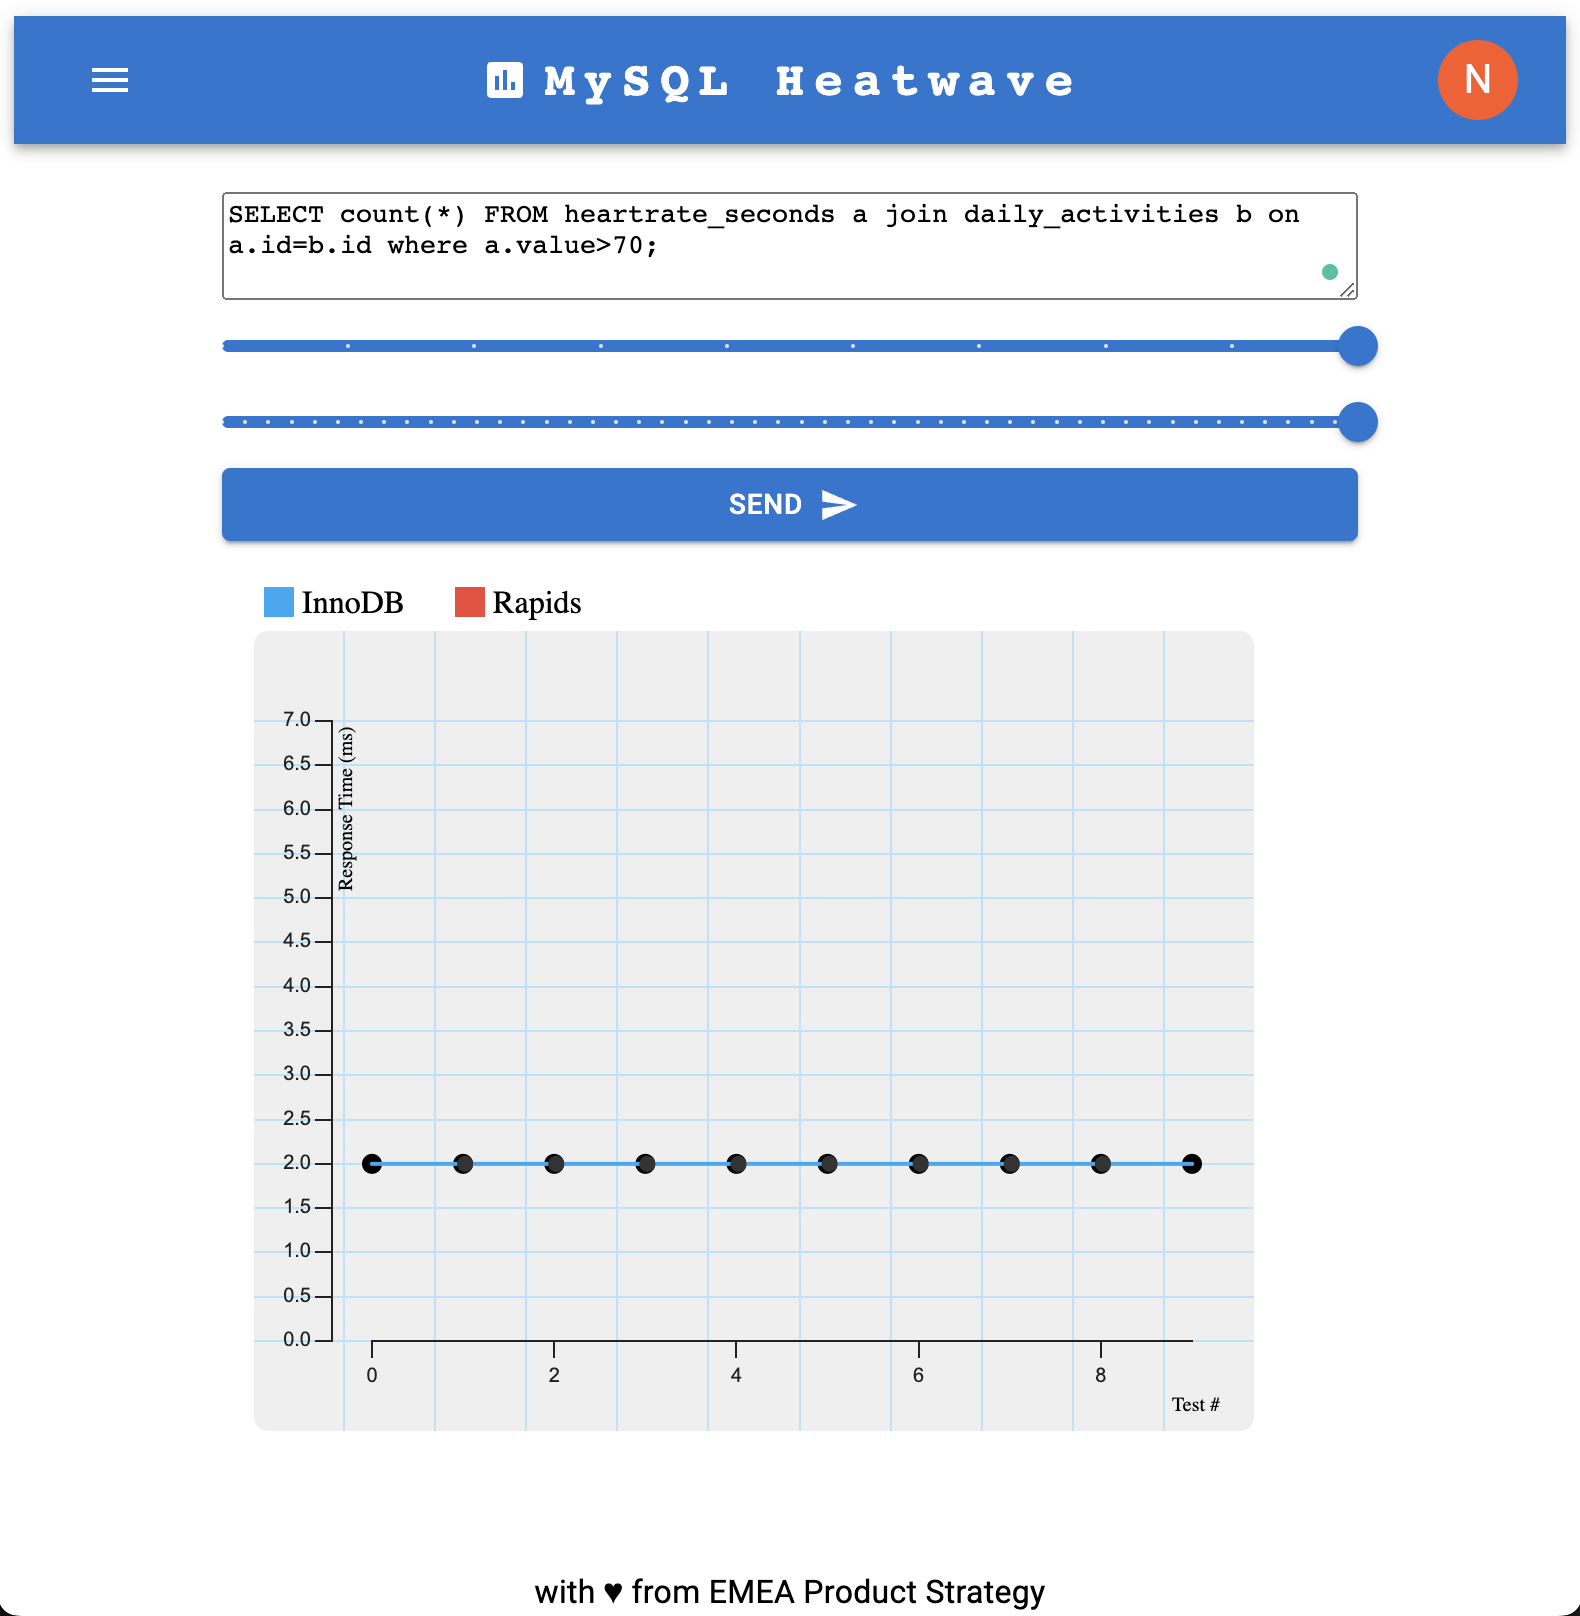 MySQL Heatwave
N
SELECT count(*) FROM heartrate_seconds a join daily_activities b on
a.id=b.id where a.value>70;
SEND
InnoDB
Rapids
Response Time (ms)
7.0
6.5
6.0
5.5
5.0
4.5
4.0
3.5
3.0
2.5
2.0
1.5
1.0
0.5
0.0
0 2 4 6 8
Test #
with ♥ from EMEA Product Strategy